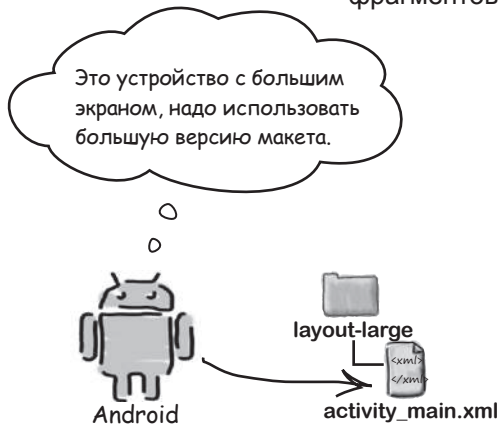 фрагментов
Это устройство с большим
экраном, надо использовать
большую версию макета.
layout-large
<xml>
</xml>
Android
activity_main.xml